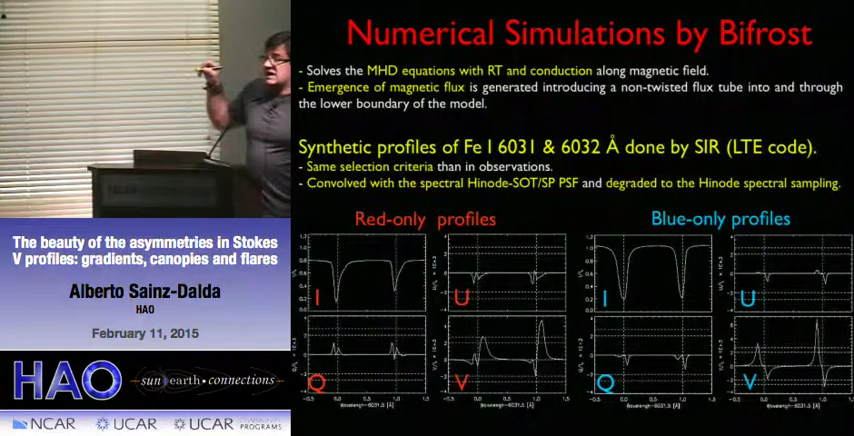 Numerical Simulations by Bifrost
- Solves the MHD equations with RT and conduction along magnetic field.
- Emergence of magnetic flux is generated introducing a non-twisted flux tube into and through
the lower boundary of the model.
Synthetic profiles of Fe I 6031 & 6032 Å done by SIR (LTE code).
- Same selection criteria than in observations.
- Convolved with the spectral Hinode-SOT/SP PSF and degraded to the Hinode spectral sampling.
Red-only profiles
Blue-only profiles
I
U
Q
V
I
U
Q
V
The beauty of the asymmetries in Stokes
V profiles: gradients, canopies and flares
Alberto Sainz-Dalda
HAO
February 11, 2015
HAO
sun earth • connections
NCAR
UCAR
UCAR COMMUNITY
PROGRAMS